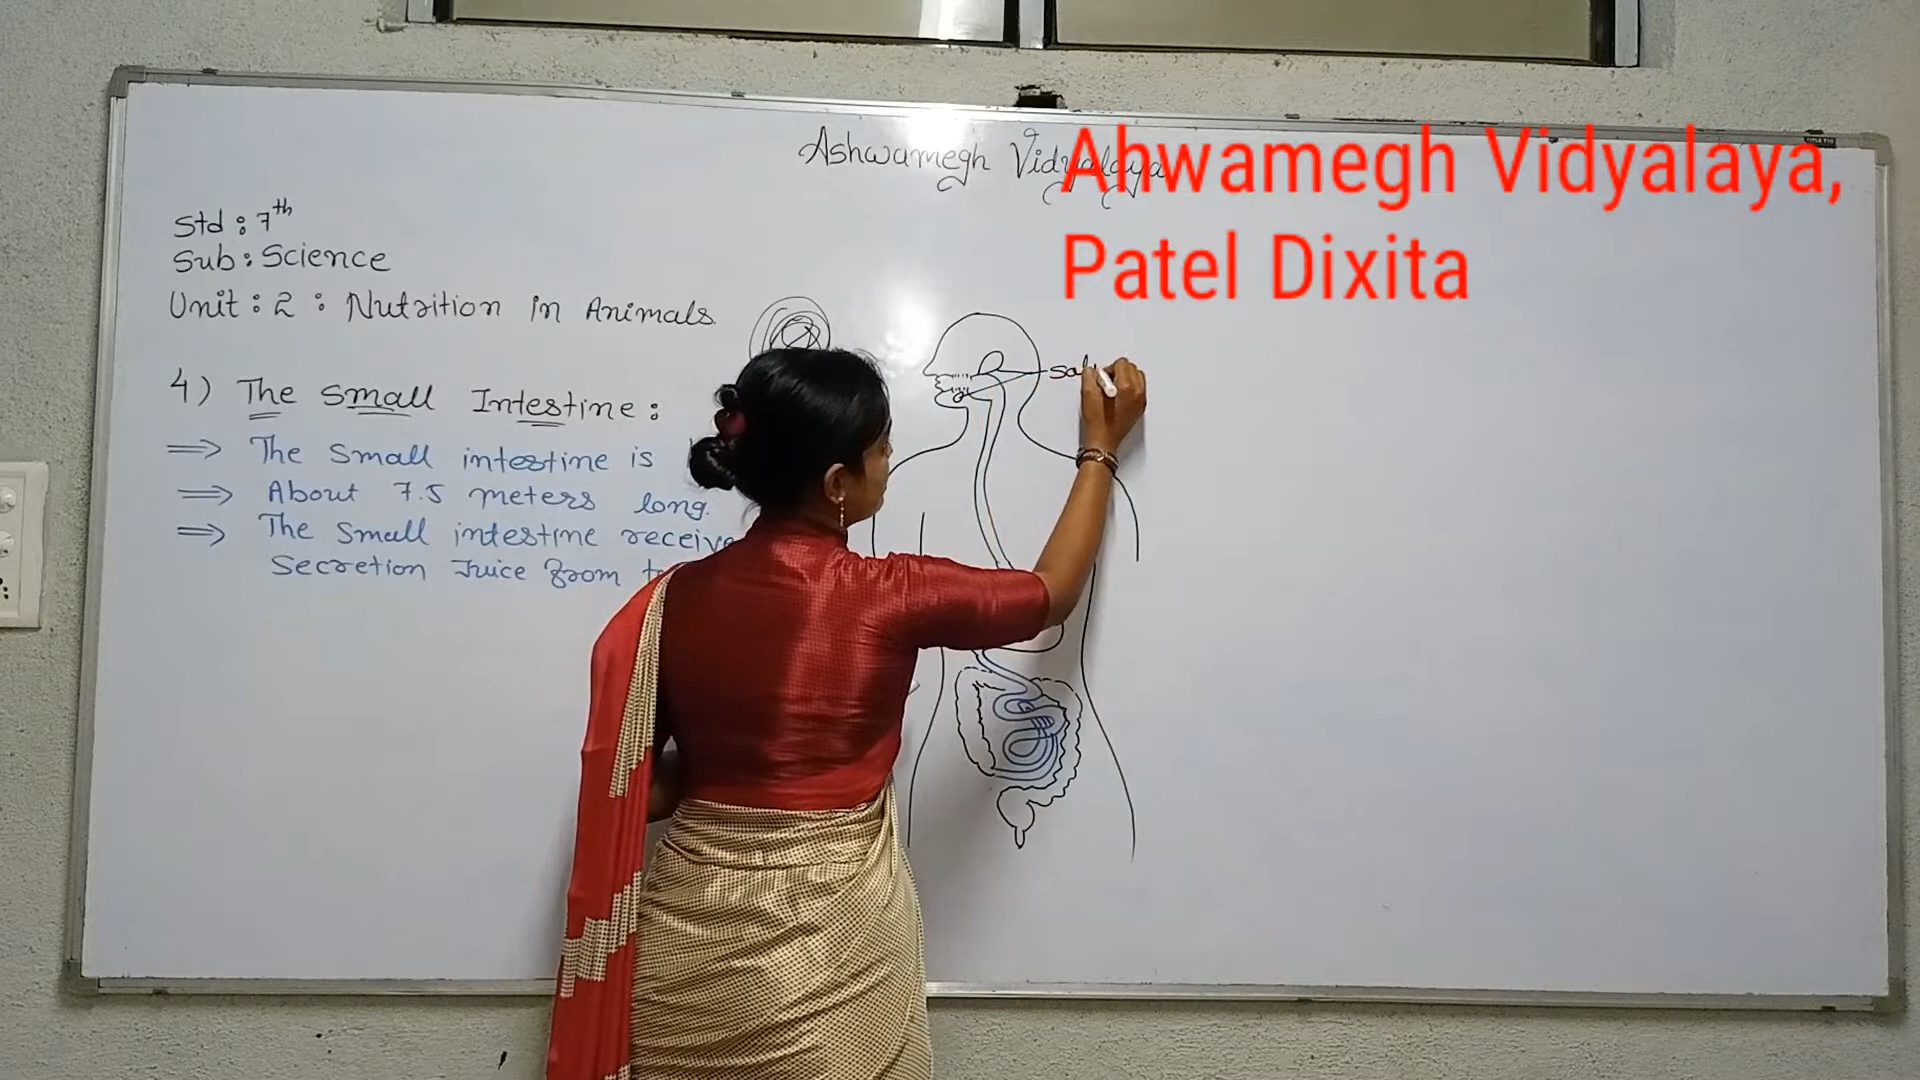 Ashwamegh Vidyalaya
Ahwamegh Vidyalaya,
Patel Dixita
Std : 7th
Sub : Science
Unit : 2 : Nutrition in Animals
4) The Small Intestine :
⇒ The small intestine is
⇒ About 7.5 meters long.
⇒ The small intestine receive
Secretion Juice from